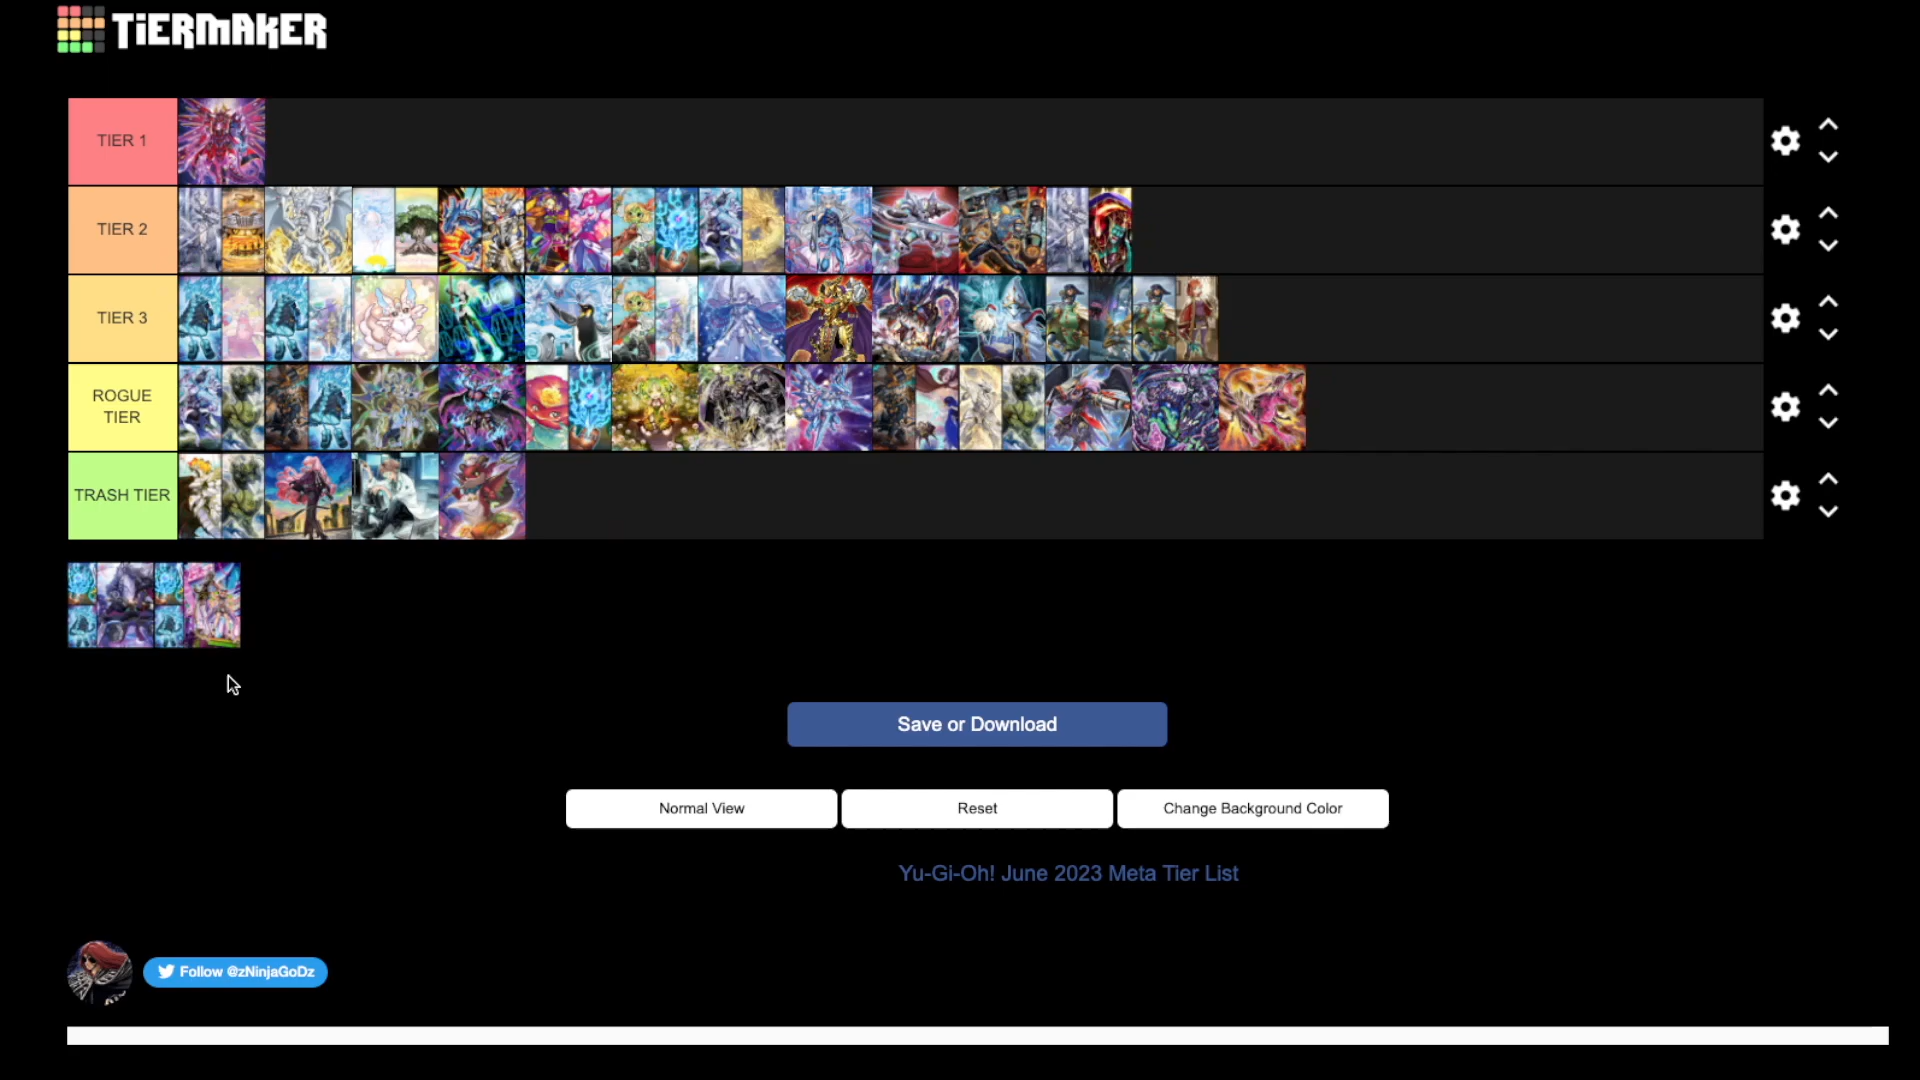 TiERMAKER
TIER 1
TIER 2
TIER 3
ROGUE
TIER
TRASH TIER
Save or Download
Normal View
Reset
Change Background Color
Yu-Gi-Oh! June 2023 Meta Tier List
Follow @zNinjaGoDz